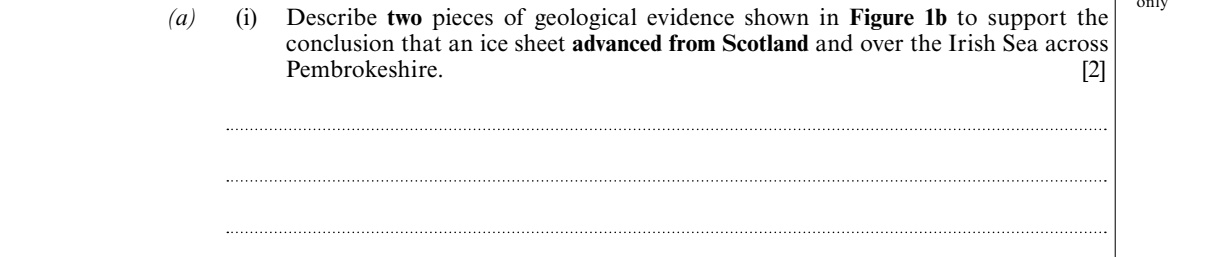 only
(a) (i) Describe two pieces of geological evidence shown in Figure 1b to support the
conclusion that an ice sheet advanced from Scotland and over the Irish Sea across
Pembrokeshire. [2]